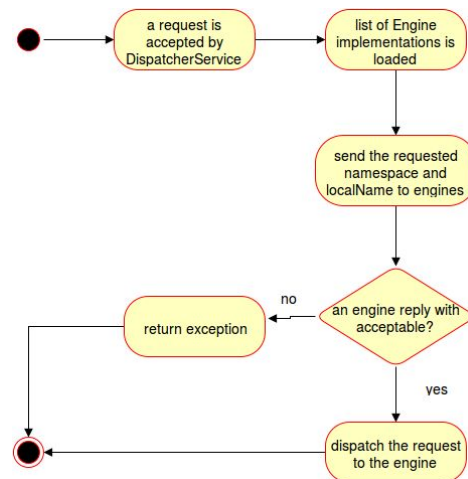 a request is
accepted by
DispatcherService
list of Engine
implementations is
loaded
send the requested
namespace and
localName to engines
an engine reply with
acceptable?
no
return exception
yes
dispatch the request
to the engine